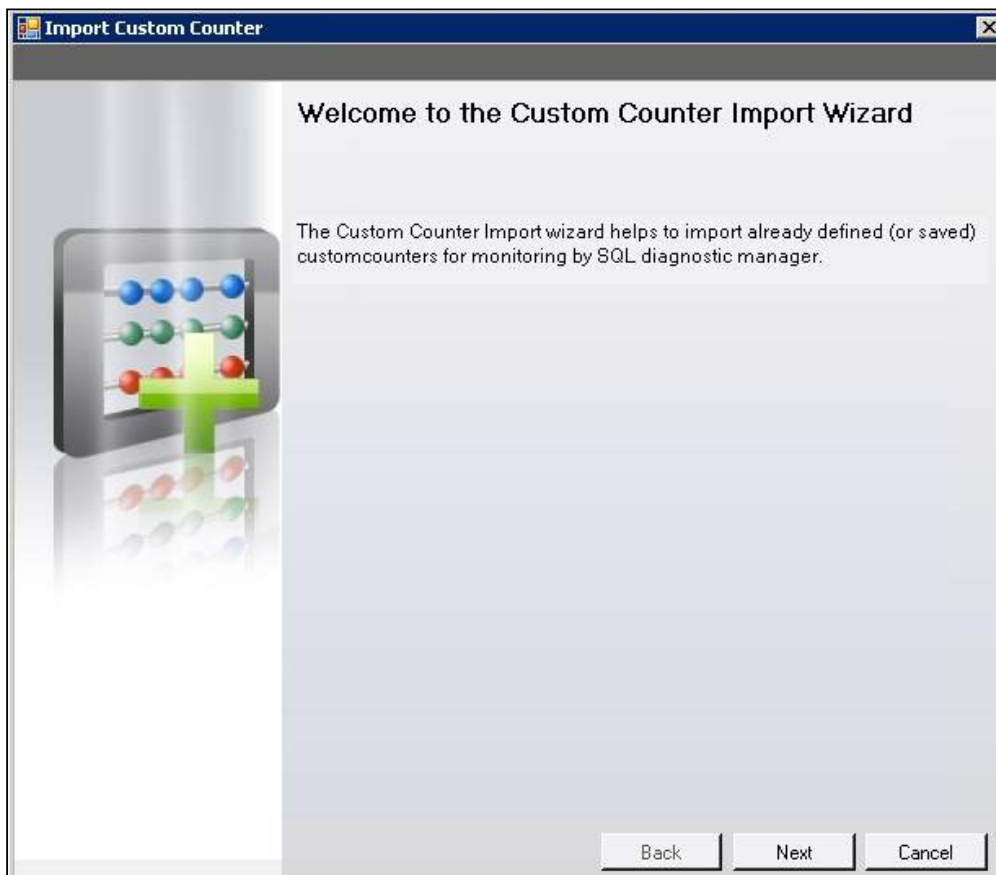 Import Custom Counter
Welcome to the Custom Counter Import Wizard
The Custom Counter Import wizard helps to import already defined (or saved)
customcounters for monitoring by SQL diagnostic manager.
Back
Next
Cancel